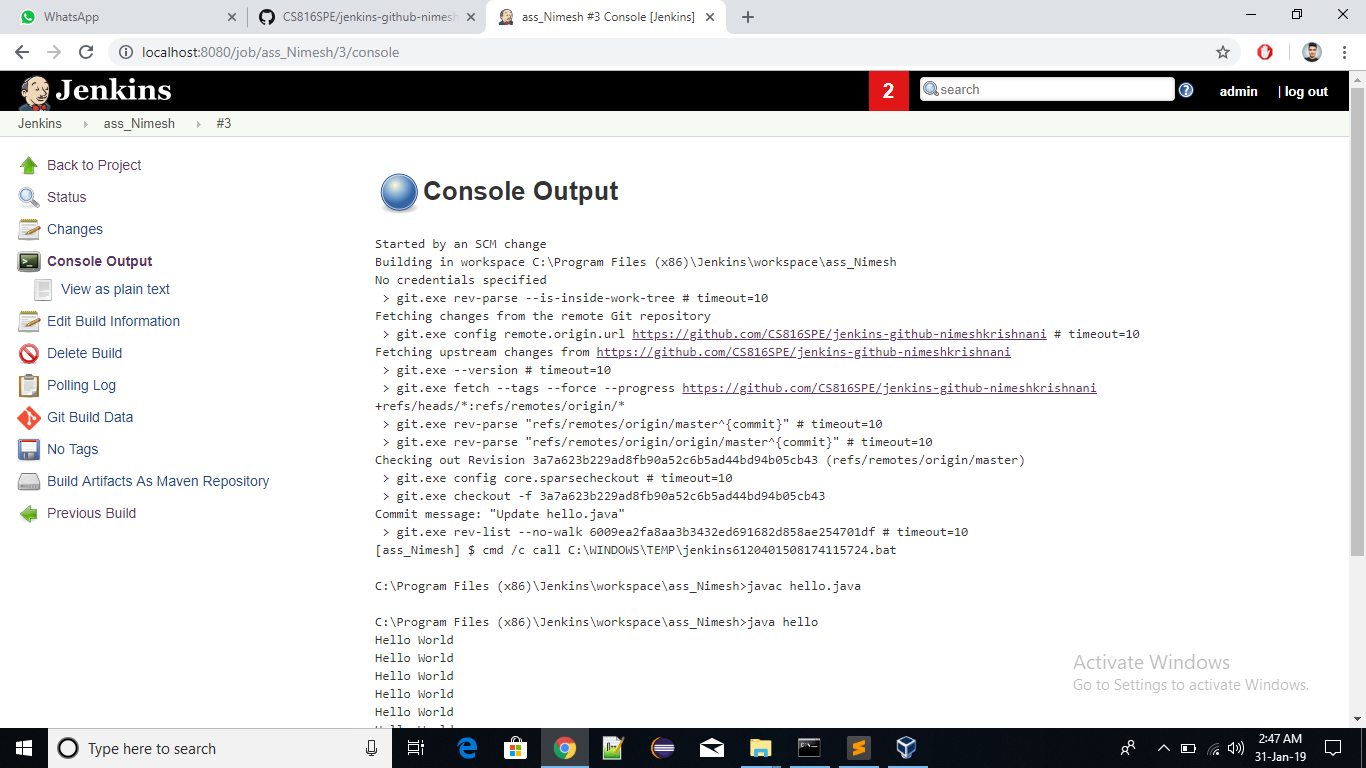 WhatsApp
CS816SPE/jenkins-github-nimesh
ass_Nimesh #3 Console [Jenkins]
localhost:8080/job/ass_Nimesh/3/console
Jenkins
2
search
admin
| log out
Jenkins
ass_Nimesh
#3
Back to Project
Status
Changes
Console Output
View as plain text
Edit Build Information
Delete Build
Polling Log
Git Build Data
No Tags
Build Artifacts As Maven Repository
Previous Build
Console Output
Started by an SCM change
Building in workspace C:\Program Files (x86)\Jenkins\workspace\ass_Nimesh
No credentials specified
> git.exe rev-parse --is-inside-work-tree # timeout=10
Fetching changes from the remote Git repository
> git.exe config remote.origin.url https://github.com/CS816SPE/jenkins-github-nimeshkrishnani # timeout=10
Fetching upstream changes from https://github.com/CS816SPE/jenkins-github-nimeshkrishnani
> git.exe --version # timeout=10
> git.exe fetch --tags --force --progress https://github.com/CS816SPE/jenkins-github-nimeshkrishnani
+refs/heads/*:refs/remotes/origin/*
> git.exe rev-parse "refs/remotes/origin/master^{commit}" # timeout=10
> git.exe rev-parse "refs/remotes/origin/origin/master^{commit}" # timeout=10
Checking out Revision 3a7a623b229ad8fb90a52c6b5ad44bd94b05cb43 (refs/remotes/origin/master)
> git.exe config core.sparsecheckout # timeout=10
> git.exe checkout -f 3a7a623b229ad8fb90a52c6b5ad44bd94b05cb43
Commit message: "Update hello.java"
> git.exe rev-list --no-walk 6009ea2fa8aa3b3432ed691682d858ae254701df # timeout=10
[ass_Nimesh] $ cmd /c call C:\WINDOWS\TEMP\jenkins6120401508174115724.bat
C:\Program Files (x86)\Jenkins\workspace\ass_Nimesh>javac hello.java
C:\Program Files (x86)\Jenkins\workspace\ass_Nimesh>java hello
Hello World
Hello World
Hello World
Hello World
Hello World
Activate Windows
Go to Settings to activate Windows.
Type here to search
2:47 AM
31-Jan-19